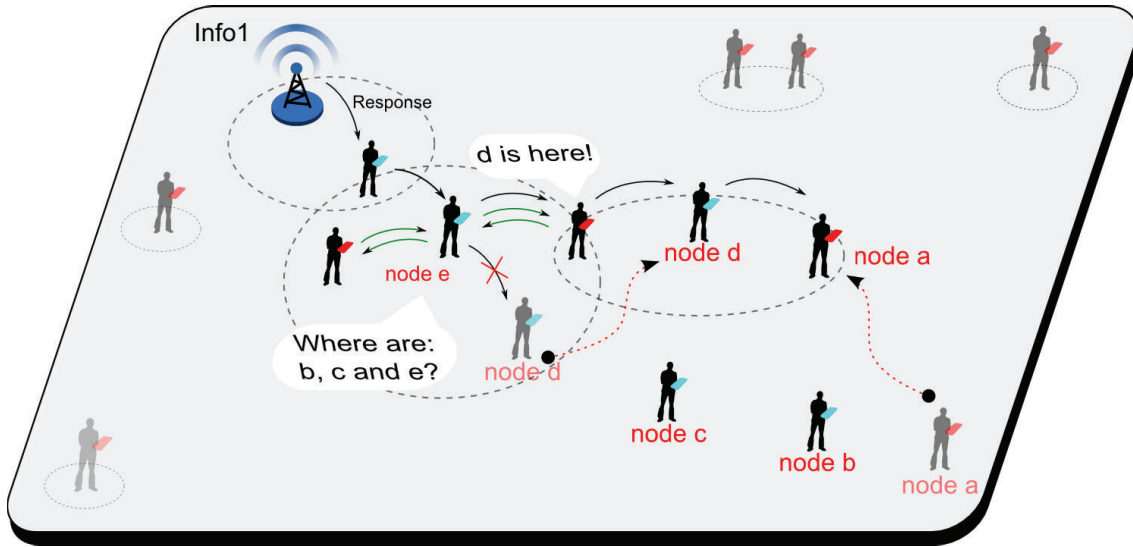 Info1
Response
d is here!
node d
node a
node e
Where are:
b, c and e?
node d
node c
node b
node a